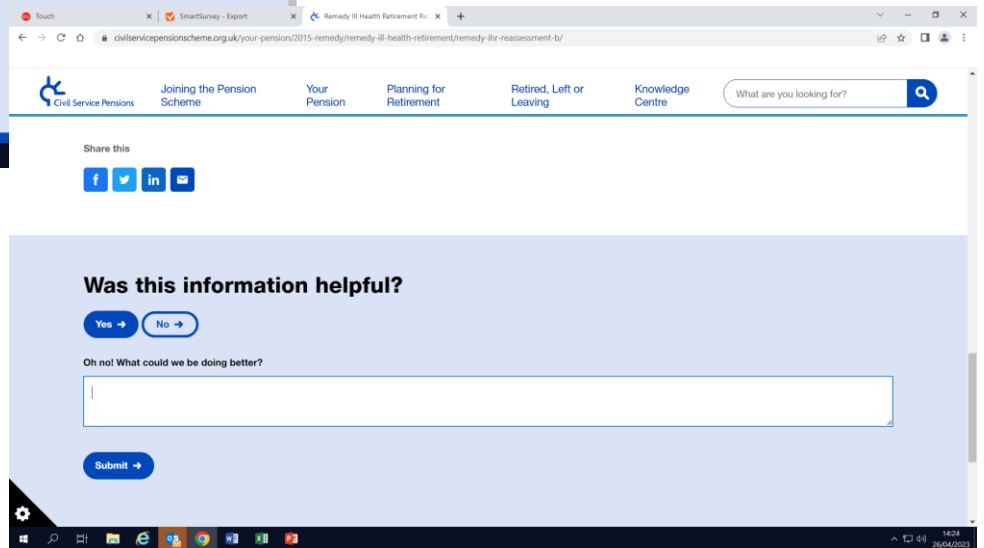 Touch
SmartSurvey - Export
Remedy Ill Health Retirement Re
civilservicepensionscheme.org.uk/your-pension/2015-remedy/remedy-ill-health-retirement/remedy-ihr-reassessment-b/
Civil Service Pensions
Joining the Pension Scheme
Your Pension
Planning for Retirement
Retired, Left or Leaving
Knowledge Centre
What are you looking for?
Share this
f in
Was this information helpful?
Yes → No →
Oh no! What could we be doing better?
Submit →
14:24
26/04/2023